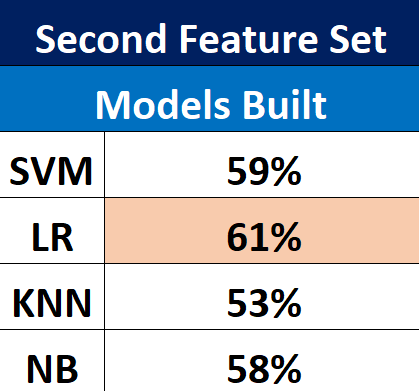 Second Feature Set
Models Built
SVM 59%
LR 61%
KNN 53%
NB 58%